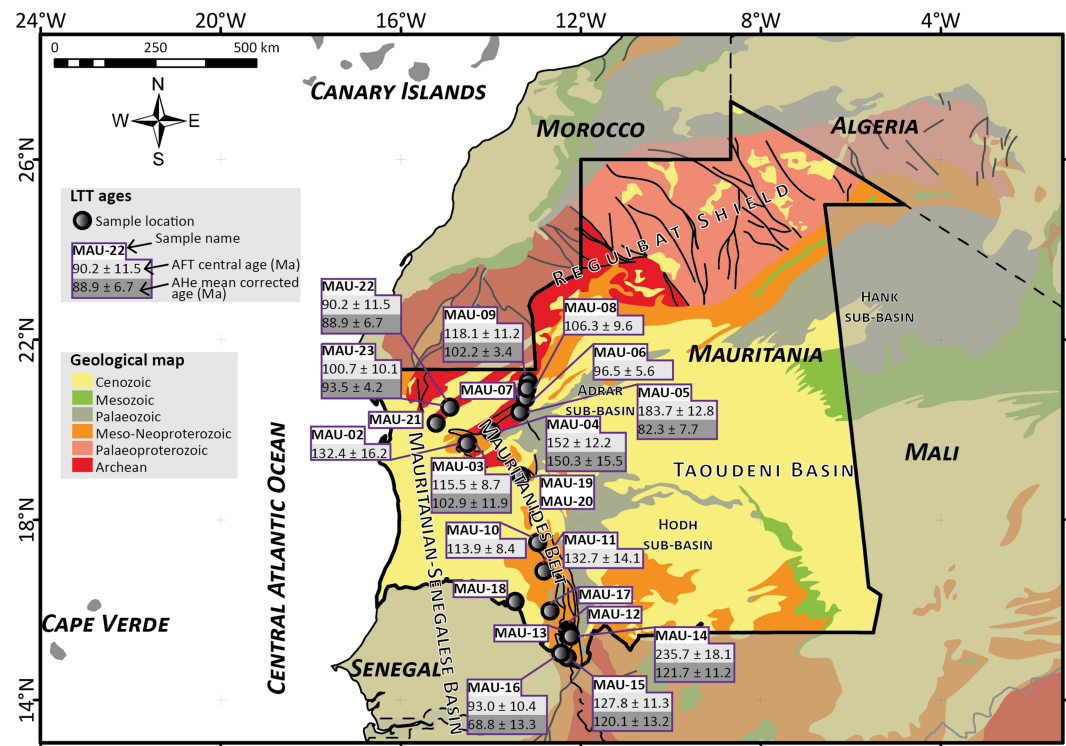 24°W 20°W 16°W 12°W 8°W 4°W
0 250 500 km
N
W E
S
26°N
22°N
18°N
14°N
LTT ages
Sample location
Sample name
MAU-22
90.2 ± 11.5
AFT central age (Ma)
88.9 ± 6.7
AHe mean corrected
age (Ma)
Geological map
Cenozoic
Mesozoic
Palaeozoic
Meso-Neoproterozoic
Palaeoproterozoic
Archean
CANARY ISLANDS
MOROCCO
ALGERIA
REGUIBAT SHIELD
HANK
SUB-BASIN
MAURITANIA
ADRAR
SUB-BASIN
MALI
TAOUDENI BASIN
HODH
SUB-BASIN
MAURITANIDES BELT
MAURITANIAN-SENEGALESE BASIN
CENTRAL ATLANTIC OCEAN
CAPE VERDE
SENEGAL
MAU-22
90.2 ± 11.5
88.9 ± 6.7
MAU-09
118.1 ± 11.2
102.2 ± 3.4
MAU-08
106.3 ± 9.6
MAU-23
100.7 ± 10.1
93.5 ± 4.2
MAU-06
96.5 ± 5.6
MAU-07
MAU-05
183.7 ± 12.8
82.3 ± 7.7
MAU-21
MAU-02
132.4 ± 16.2
MAU-04
152 ± 12.2
150.3 ± 15.5
MAU-03
115.5 ± 8.7
102.9 ± 11.9
MAU-19
MAU-20
MAU-10
113.9 ± 8.4
MAU-11
132.7 ± 14.1
MAU-18
MAU-17
MAU-12
MAU-13
MAU-14
235.7 ± 18.1
121.7 ± 11.2
MAU-16
93.0 ± 10.4
68.8 ± 13.3
MAU-15
127.8 ± 11.3
120.1 ± 13.2